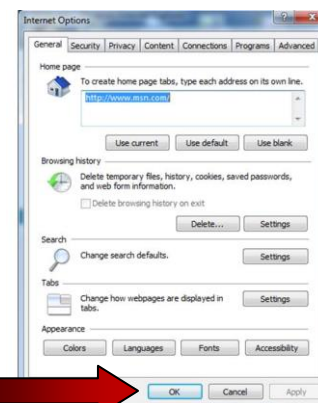 Internet Options
General Security Privacy Content Connections Programs Advanced
Home page
To create home page tabs, type each address on its own line.
http://www.msn.com/
Use current Use default Use blank
Browsing history
Delete temporary files, history, cookies, saved passwords,
and web form information.
Delete browsing history on exit
Delete... Settings
Search
Change search defaults. Settings
Tabs
Change how webpages are displayed in Settings
tabs.
Appearance
Colors Languages Fonts Accessibility
OK Cancel Apply